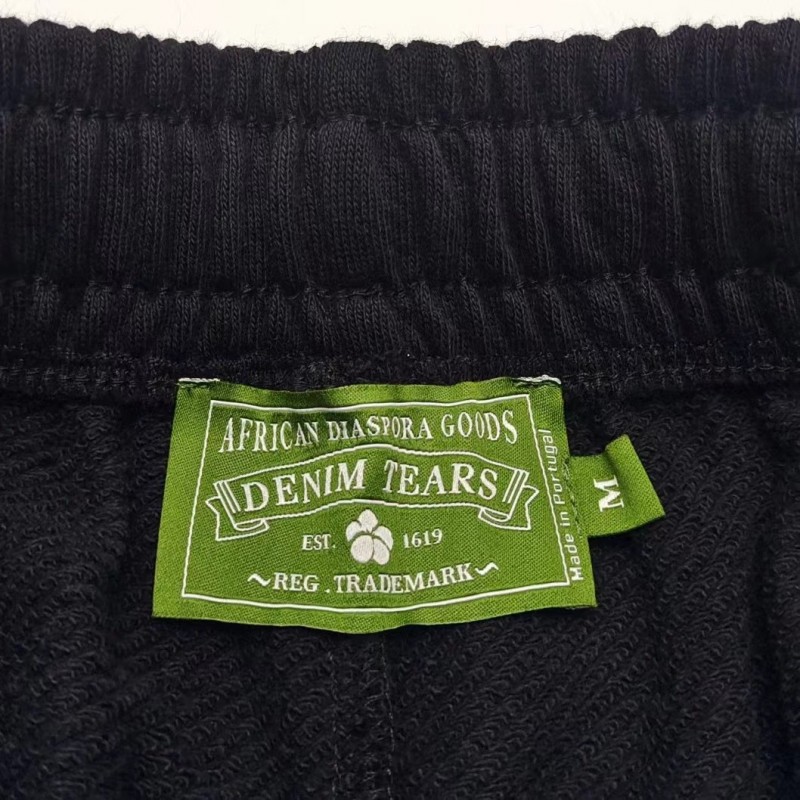 AFRICAN DIASPORA GOODS
DENIM TEARS
EST. 1619
~REG .TRADEMARK~
Made in Portugal
M